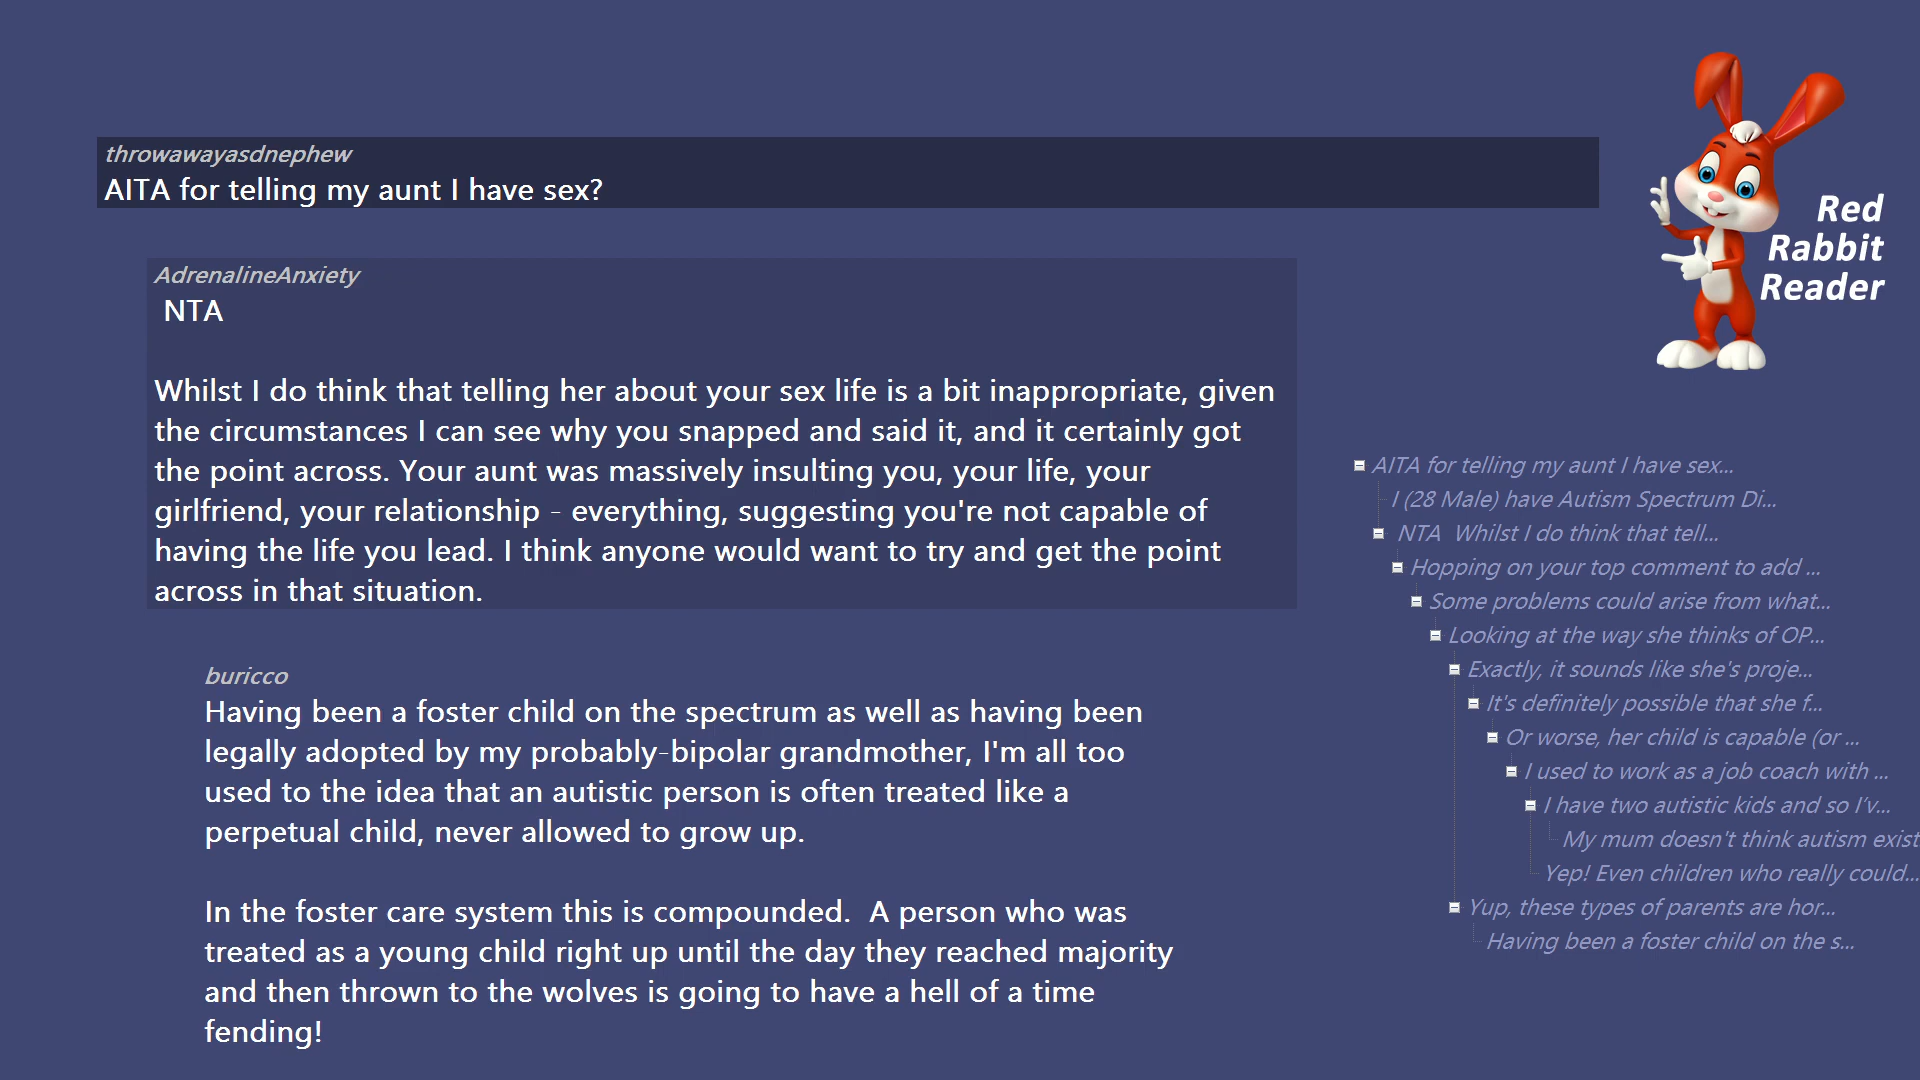 throwawayasdnephew
AITA for telling my aunt I have sex?
AdrenalineAnxiety
NTA
Whilst I do think that telling her about your sex life is a bit inappropriate, given
the circumstances I can see why you snapped and said it, and it certainly got
the point across. Your aunt was massively insulting you, your life, your
girlfriend, your relationship - everything, suggesting you're not capable of
having the life you lead. I think anyone would want to try and get the point
across in that situation.
buricco
Having been a foster child on the spectrum as well as having been
legally adopted by my probably-bipolar grandmother, I'm all too
used to the idea that an autistic person is often treated like a
perpetual child, never allowed to grow up.
In the foster care system this is compounded.  A person who was
treated as a young child right up until the day they reached majority
and then thrown to the wolves is going to have a hell of a time
fending!
Red
Rabbit
Reader
AITA for telling my aunt I have sex...
I (28 Male) have Autism Spectrum Di...
NTA  Whilst I do think that tell...
Hopping on your top comment to add ...
Some problems could arise from what...
Looking at the way she thinks of OP...
Exactly, it sounds like she's proje...
It's definitely possible that she f...
Or worse, her child is capable (or ...
I used to work as a job coach with ...
I have two autistic kids and so I'v...
My mum doesn't think autism exist
Yep! Even children who really could...
Yup, these types of parents are hor...
Having been a foster child on the s...